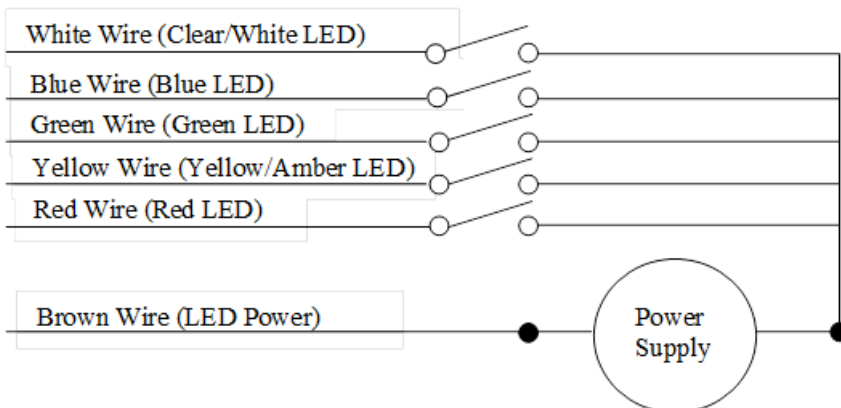 White Wire (Clear/White LED)
Blue Wire (Blue LED)
Green Wire (Green LED)
Yellow Wire (Yellow/Amber LED)
Red Wire (Red LED)
Brown Wire (LED Power)
Power
Supply